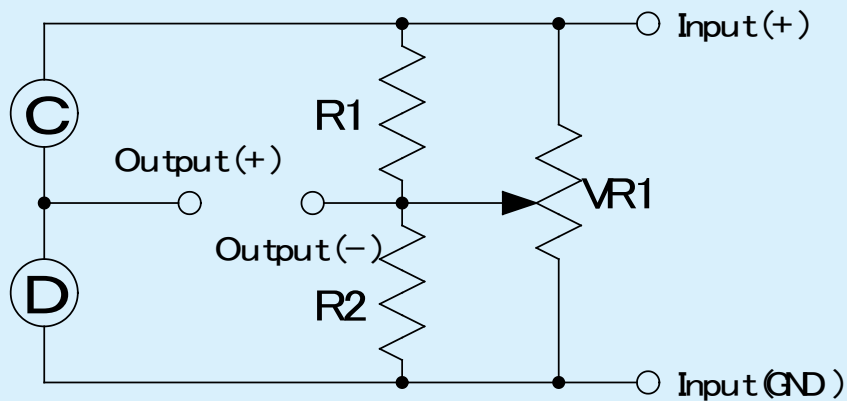 Input(+)
C
R1
Output(+)
VR1
Output(-)
D
R2
Input(GND)